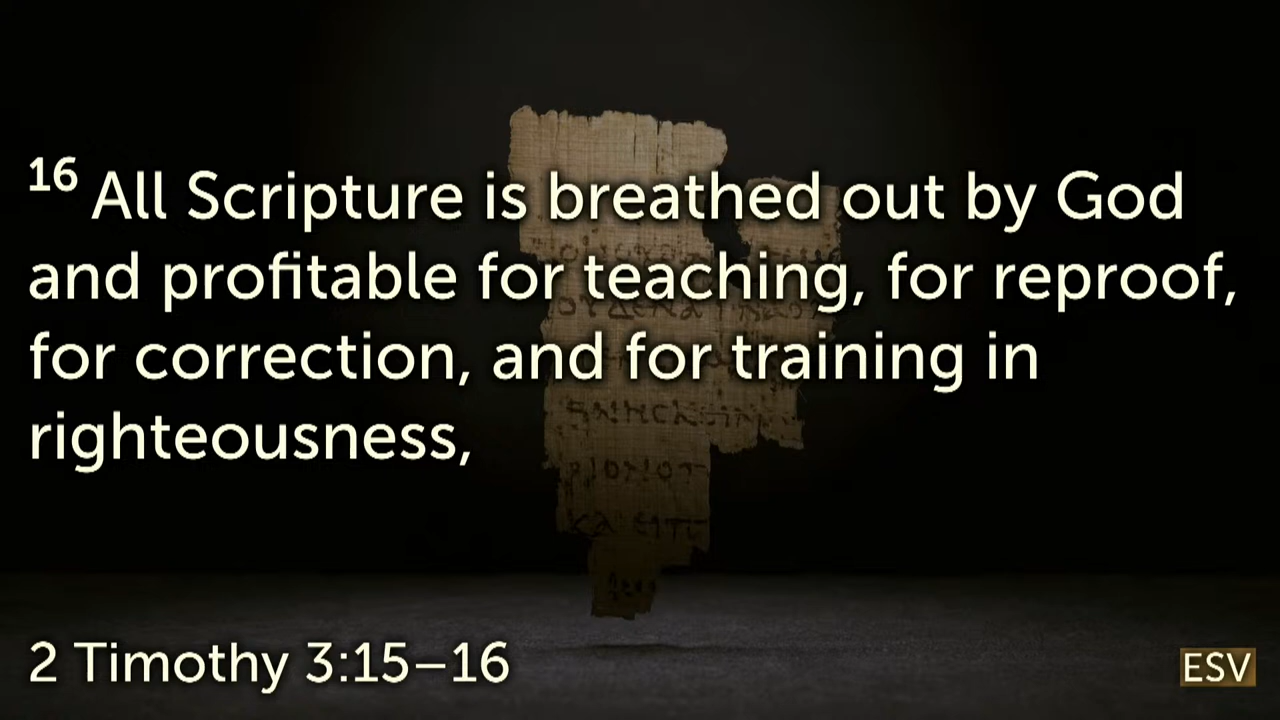 16 All Scripture is breathed out by God
and profitable for teaching, for reproof,
for correction, and for training in
righteousness,
2 Timothy 3:15–16
ESV